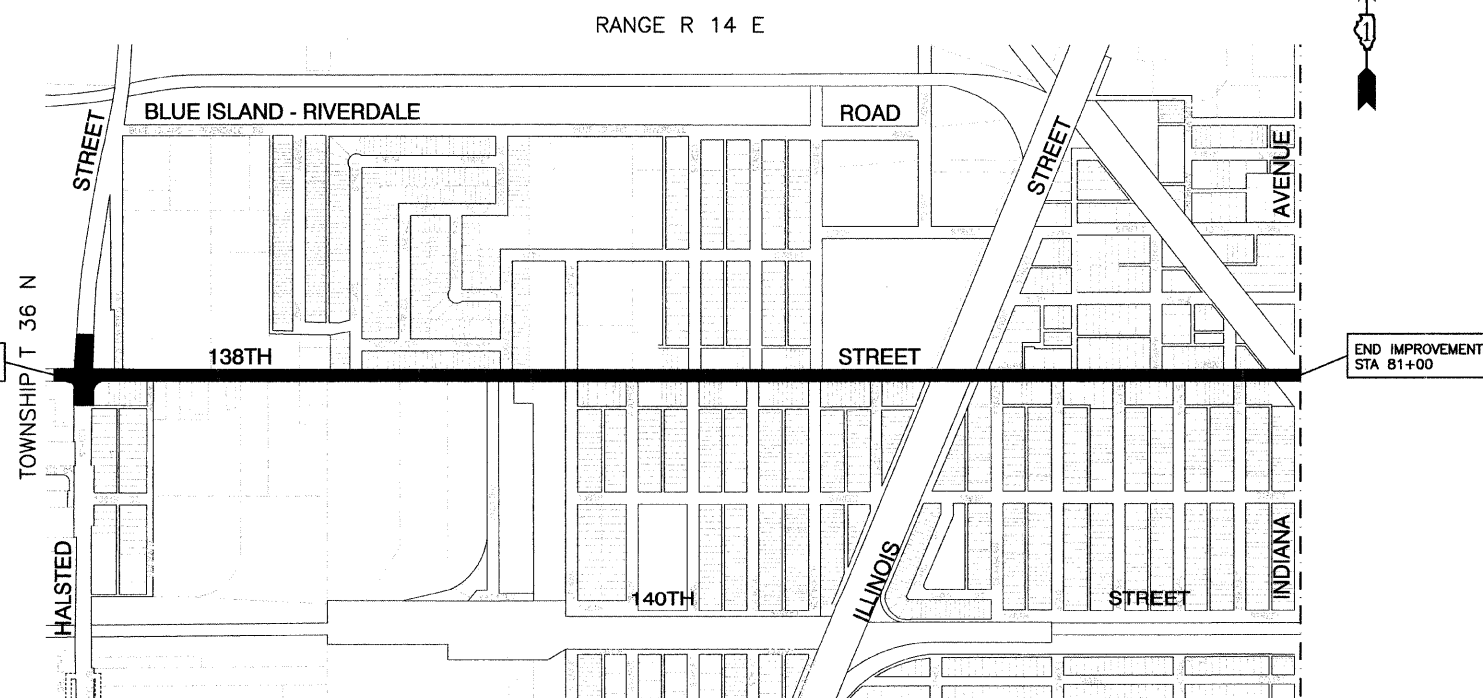 RANGE R 14 E
1
BLUE ISLAND - RIVERDALE ROAD
STREET
STREET
AVENUE
TOWNSHIP T 36 N
138TH STREET
END IMPROVEMENT
STA 81+00
HALSTED
ILLINOIS
INDIANA
140TH STREET